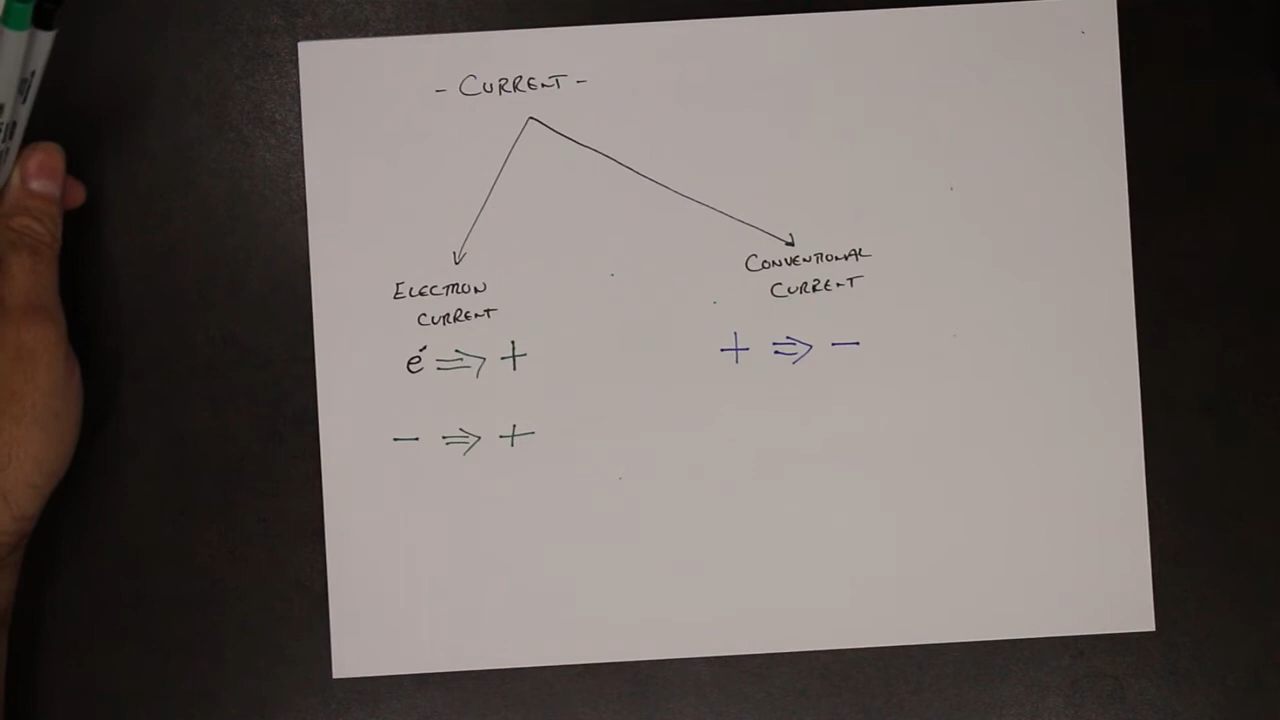 - CURRENT -
ELECTRON
CURRENT
e⁻ ⇒ +
- ⇒ +
CONVENTIONAL
CURRENT
+ ⇒ -